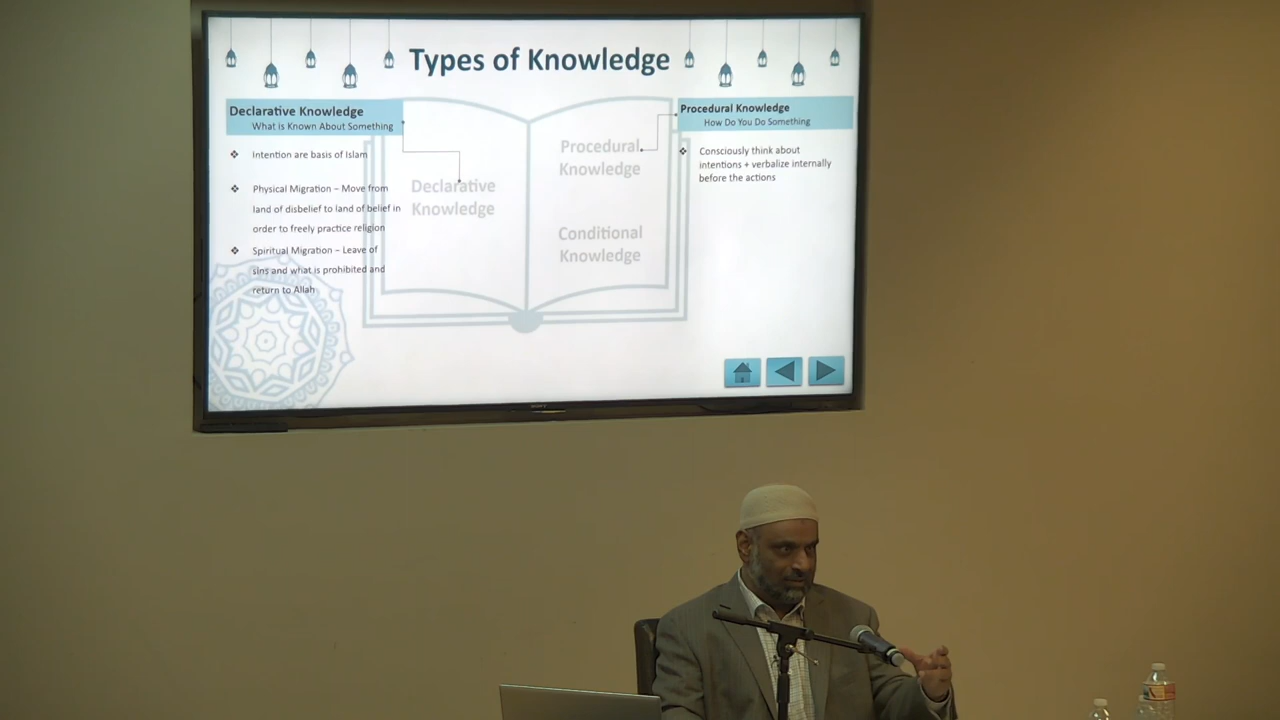 Types of Knowledge
Declarative Knowledge
What is Known About Something
Intention are basis of Islam
Physical Migration – Move from
land of disbelief to land of belief in
order to freely practice religion
Spiritual Migration – Leave of
sins and what is prohibited and
return to Allah
Declarative
Knowledge
Procedural
Knowledge
Conditional
Knowledge
Procedural Knowledge
How Do You Do Something
Consciously think about
intentions + verbalize internally
before the actions
SONY